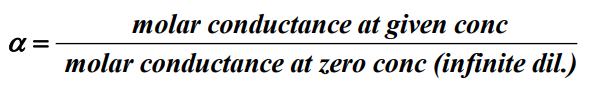 α = molar conductance at given conc
molar conductance at zero conc (infinite dil.)